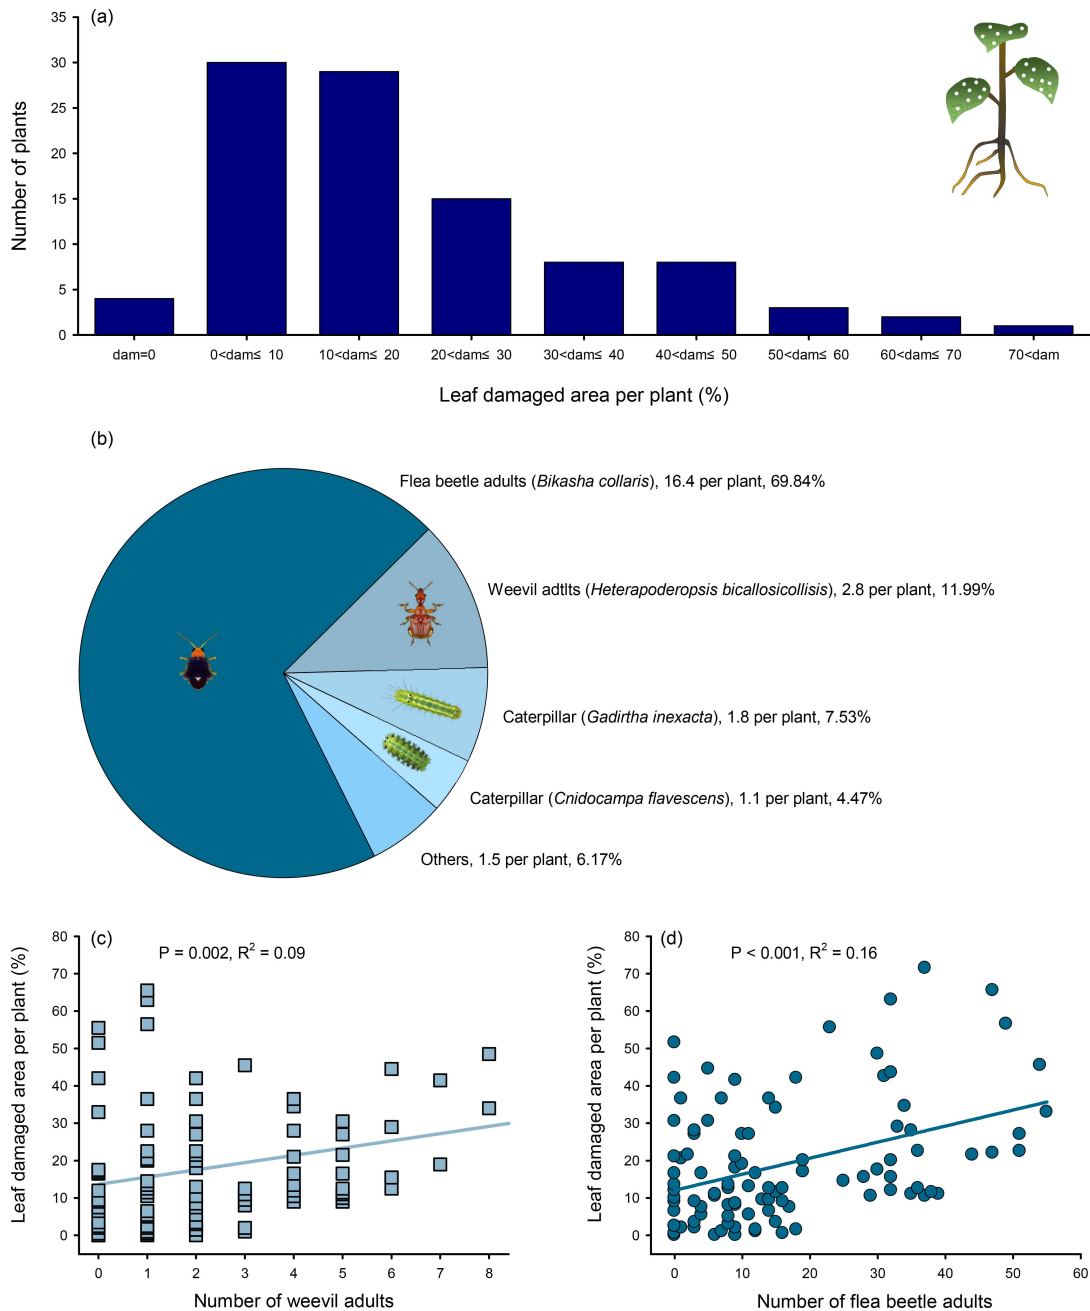 (a)
35
30
25
20
15
10
5
0
Number of plants
dam=0 0<dam≤ 10 10<dam≤ 20 20<dam≤ 30 30<dam≤ 40 40<dam≤ 50 50<dam≤ 60 60<dam≤ 70 70<dam
Leaf damaged area per plant (%)
(b)
Flea beetle adults (Bikasha collaris), 16.4 per plant, 69.84%
Weevil adtlts (Heterapoderopsis bicallosicollisis), 2.8 per plant, 11.99%
Caterpillar (Gadirtha inexacta), 1.8 per plant, 7.53%
Caterpillar (Cnidocampa flavescens), 1.1 per plant, 4.47%
Others, 1.5 per plant, 6.17%
(c)
P = 0.002, R² = 0.09
80
70
60
50
40
30
20
10
0
Leaf damaged area per plant (%)
0 1 2 3 4 5 6 7 8
Number of weevil adults
(d)
P < 0.001, R² = 0.16
80
70
60
50
40
30
20
10
0
Leaf damaged area per plant (%)
0 10 20 30 40 50 60
Number of flea beetle adults